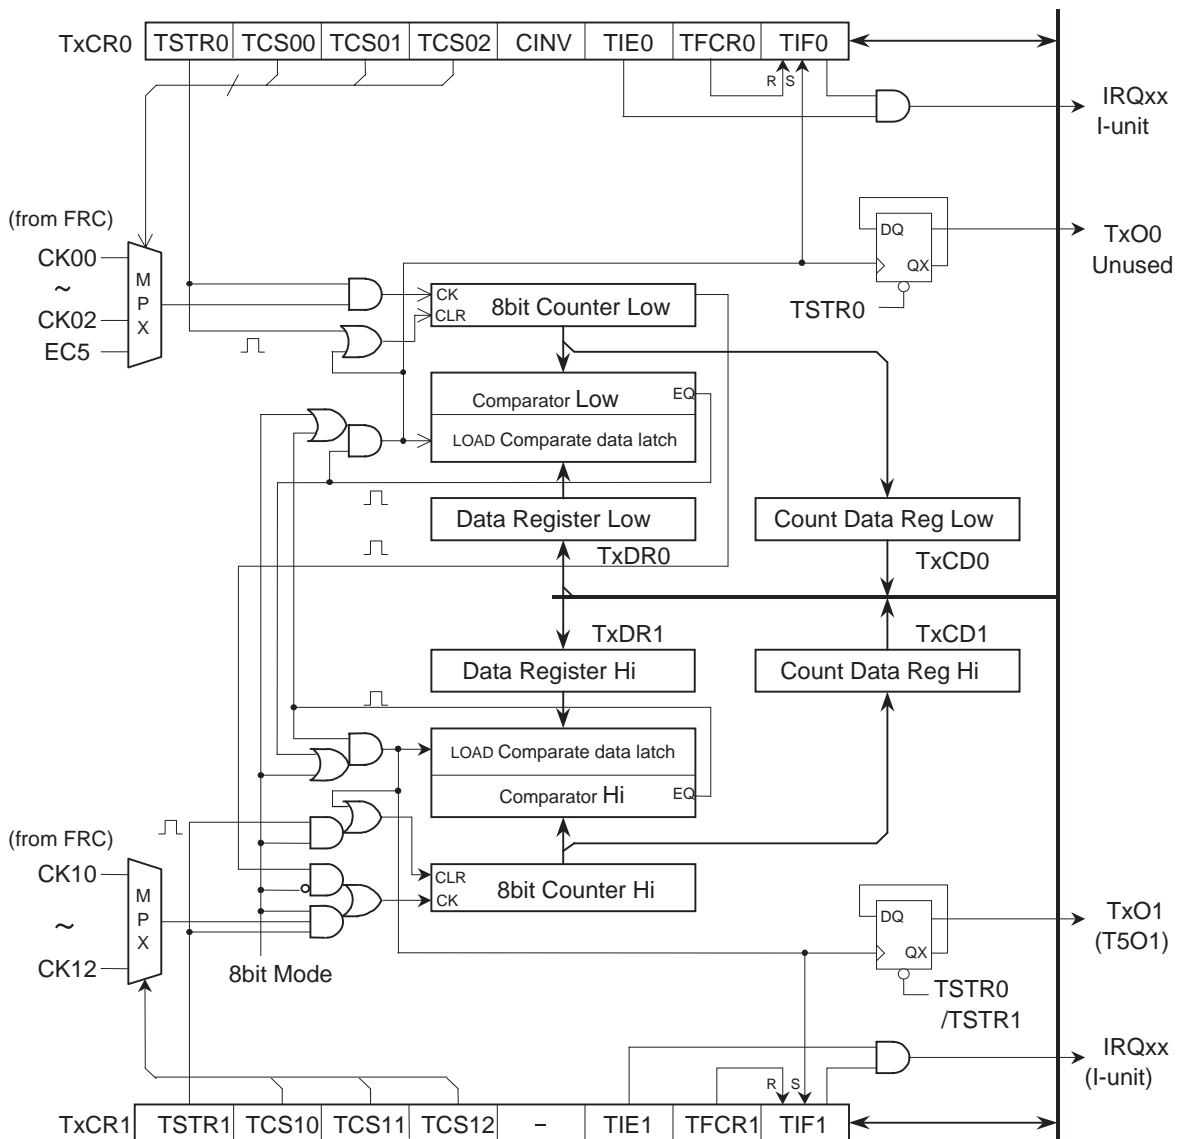 TxCR0 TSTR0 TCS00 TCS01 TCS02 CINV TIE0 TFCR0 TIF0
R S
IRQxx
I-unit
(from FRC)
CK00
~
CK02
EC5
M
P
X
DQ
QX
TxO0
Unused
TSTR0
CK
CLR
8bit Counter Low
Comparator Low
EQ
LOAD Comparate data latch
Data Register Low
TxDR0
Count Data Reg Low
TxCD0
TxDR1
TxCD1
Data Register Hi
Count Data Reg Hi
LOAD Comparate data latch
Comparator Hi
EQ
(from FRC)
CK10
~
CK12
M
P
X
CLR
CK
8bit Counter Hi
8bit Mode
DQ
QX
TxO1
(T5O1)
TSTR0
/TSTR1
IRQxx
(I-unit)
R S
TxCR1 TSTR1 TCS10 TCS11 TCS12 – TIE1 TFCR1 TIF1